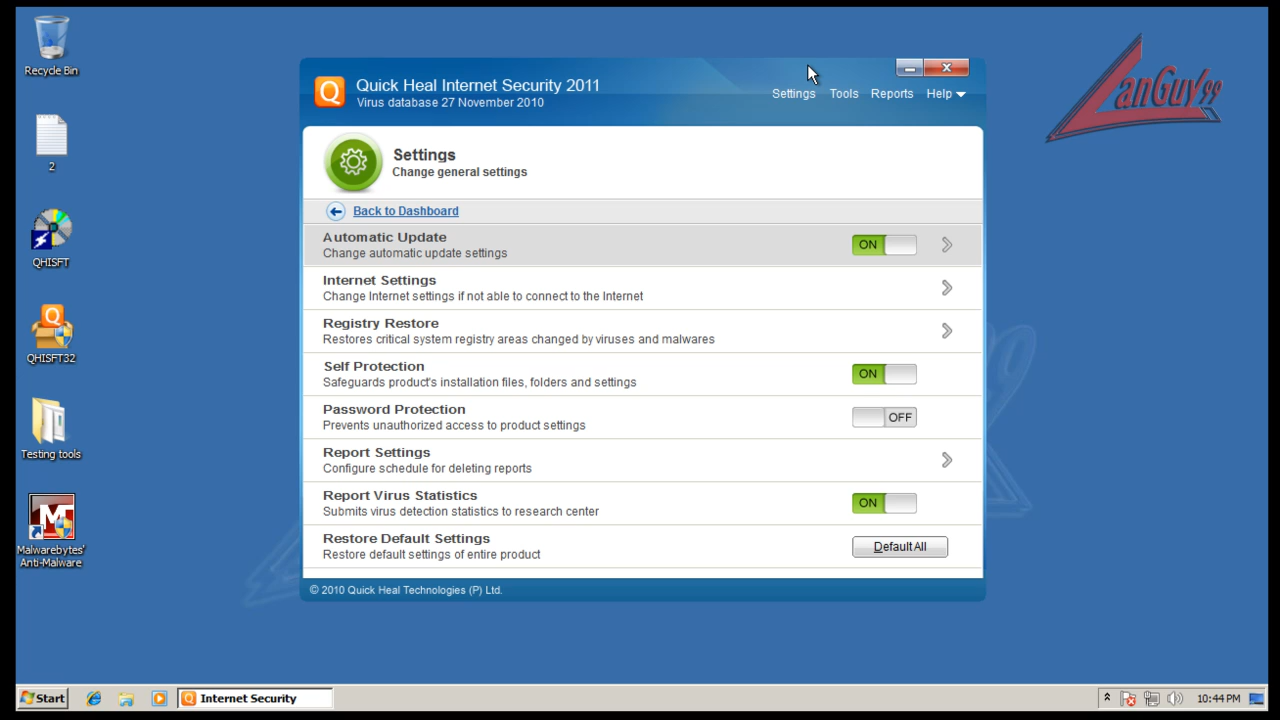 Recycle Bin
2
QHISFT
QHISFT32
Testing tools
Malwarebytes'
Anti-Malware
Quick Heal Internet Security 2011
Virus database 27 November 2010
Settings Tools Reports Help
LanGuy99
Settings
Change general settings
Back to Dashboard
Automatic Update
Change automatic update settings
ON
Internet Settings
Change Internet settings if not able to connect to the Internet
Registry Restore
Restores critical system registry areas changed by viruses and malwares
Self Protection
Safeguards product's installation files, folders and settings
ON
Password Protection
Prevents unauthorized access to product settings
OFF
Report Settings
Configure schedule for deleting reports
Report Virus Statistics
Submits virus detection statistics to research center
ON
Restore Default Settings
Restore default settings of entire product
Default All
© 2010 Quick Heal Technologies (P) Ltd.
Start
Internet Security
10:44 PM